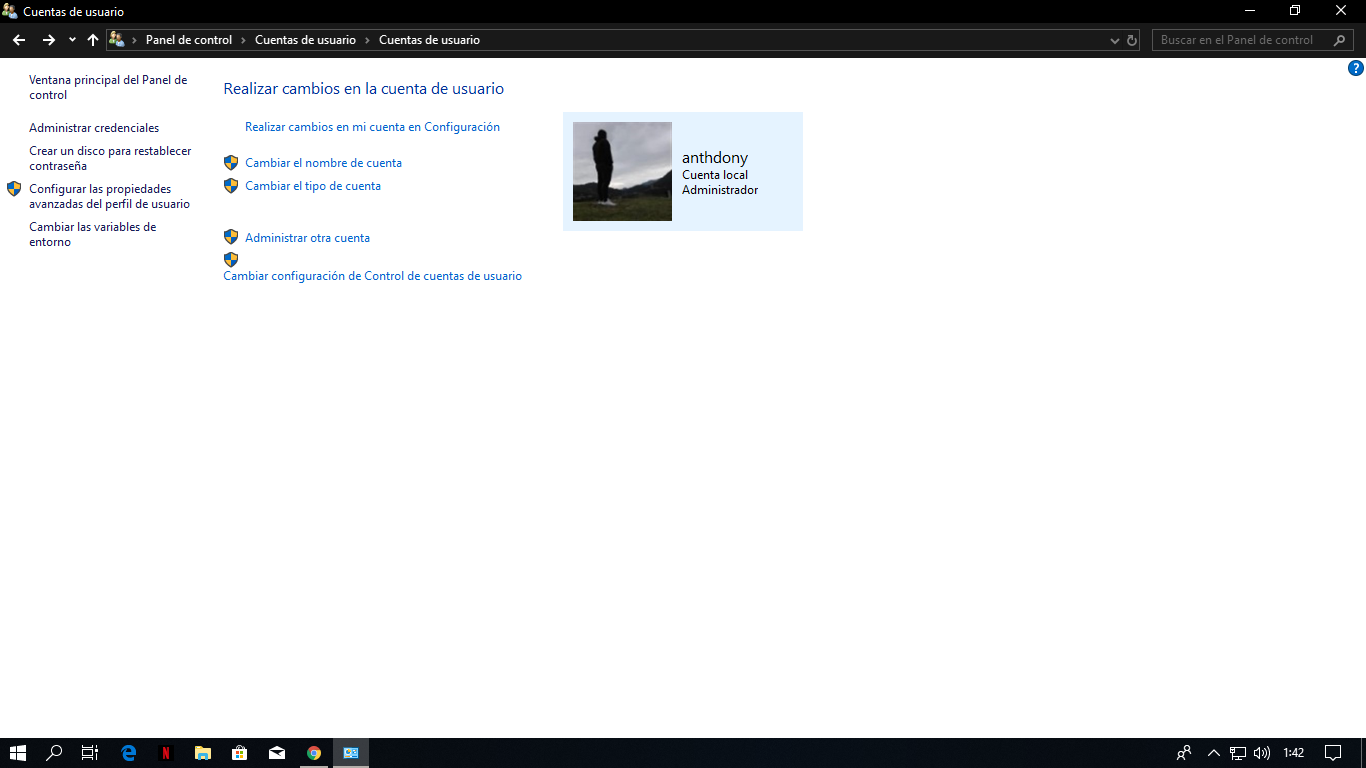 Cuentas de usuario
Panel de control > Cuentas de usuario > Cuentas de usuario
Buscar en el Panel de control
Ventana principal del Panel de
control
Administrar credenciales
Crear un disco para restablecer
contraseña
Configurar las propiedades
avanzadas del perfil de usuario
Cambiar las variables de
entorno
Realizar cambios en la cuenta de usuario
Realizar cambios en mi cuenta en Configuración
Cambiar el nombre de cuenta
Cambiar el tipo de cuenta
Administrar otra cuenta
Cambiar configuración de Control de cuentas de usuario
anthdony
Cuenta local
Administrador
1:42